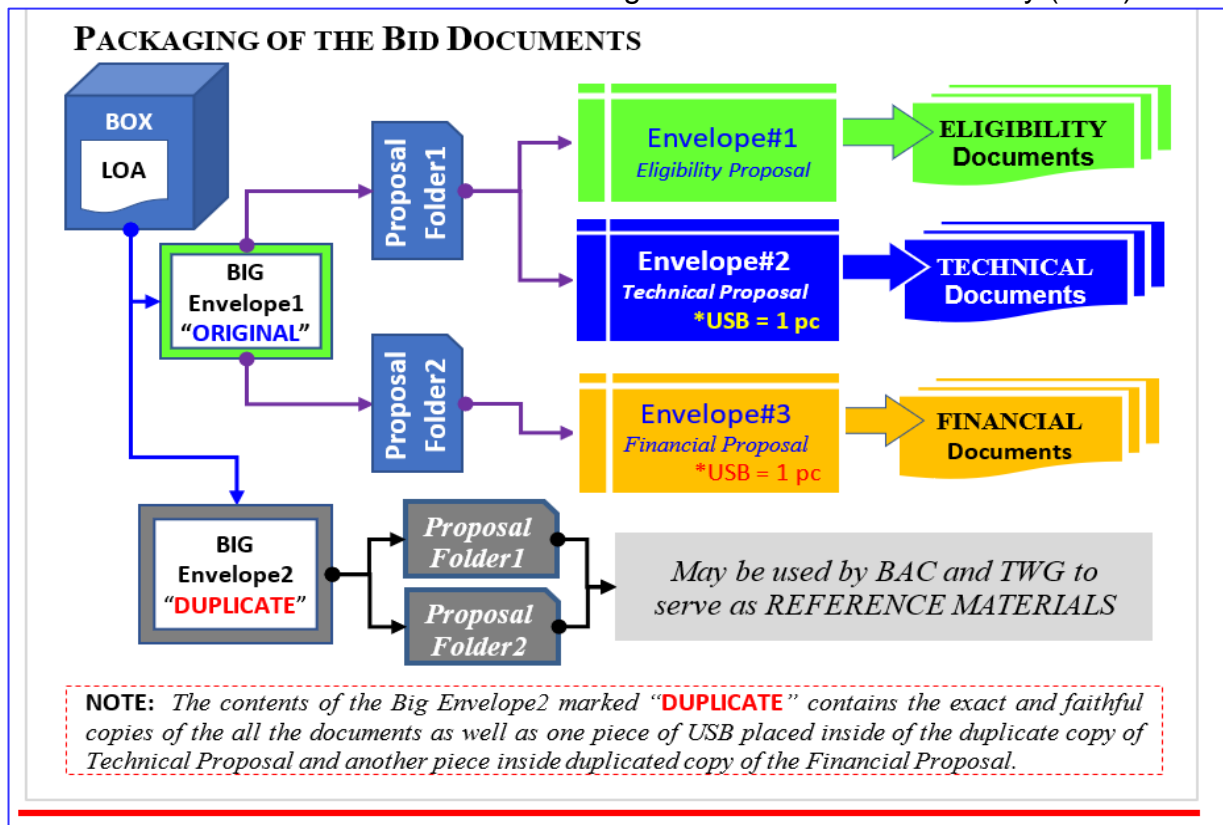 PACKAGING OF THE BID DOCUMENTS
BOX
LOA
BIG
Envelope1
“ORIGINAL”
Proposal
Folder1
Proposal
Folder2
Envelope#1
Eligibility Proposal
ELIGIBILITY
Documents
Envelope#2
Technical Proposal
*USB = 1 pc
TECHNICAL
Documents
Envelope#3
Financial Proposal
*USB = 1 pc
FINANCIAL
Documents
BIG
Envelope2
“DUPLICATE”
Proposal
Folder1
Proposal
Folder2
May be used by BAC and TWG to
serve as REFERENCE MATERIALS
NOTE: The contents of the Big Envelope2 marked “DUPLICATE” contains the exact and faithful
copies of the all the documents as well as one piece of USB placed inside of the duplicate copy of
Technical Proposal and another piece inside duplicated copy of the Financial Proposal.